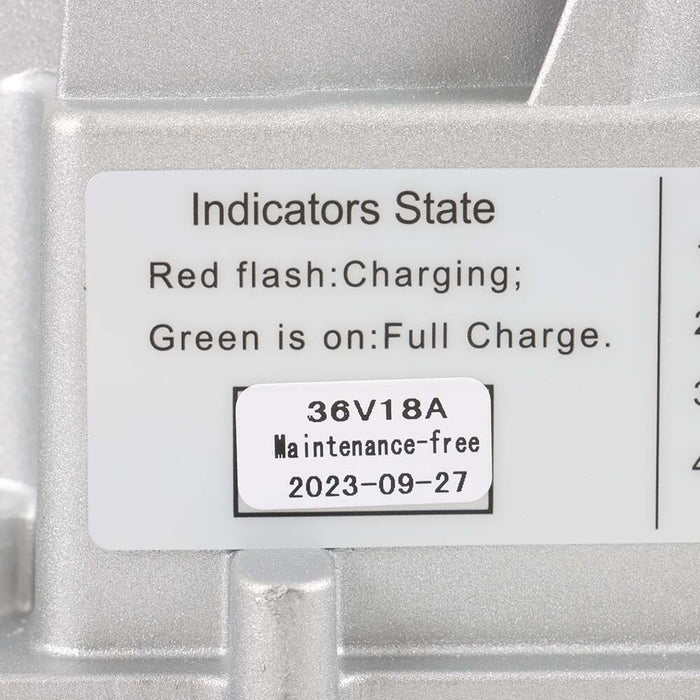 Indicators State
Red flash:Charging;
Green is on:Full Charge.
36V18A
Maintenance-free
2023-09-27